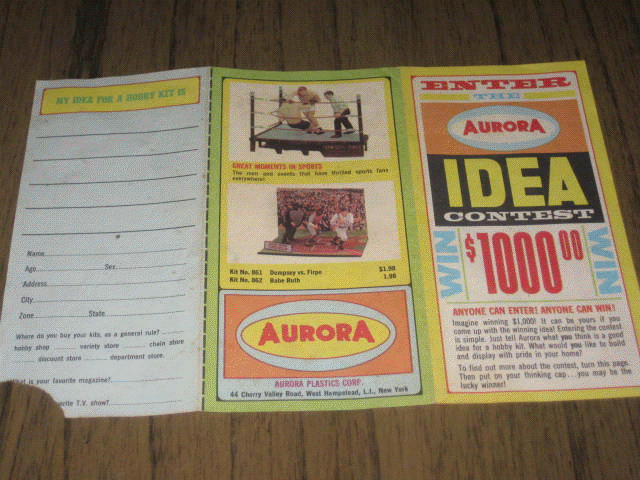 MY IDEA FOR A HOBBY KIT IS
Name
Age Sex
Address
City
Zone State
Where do you buy your kits, as a general rule?
hobby shop variety store chain
store discount store department store.
What is your favorite magazine?
favorite T.V. show?
GREAT MOMENTS IN SPORTS
The men and events that have thrilled sports fans
everywhere!
Kit No. 861 Dempsey vs. Firpo $1.98
Kit No. 862 Babe Ruth 1.98
AURORA
AURORA PLASTICS CORP.
44 Cherry Valley Road, West Hempstead, L.I., New York
ENTER
THE
AURORA
IDEA
CONTEST
WIN $1000.00 WIN
ANYONE CAN ENTER! ANYONE CAN WIN!
Imagine winning $1,000! It can be yours if you
come up with the winning idea! Entering the contest
is simple. Just tell Aurora what you think is a good
idea for a hobby kit. What would you like to build
and display with pride in your home?
To find out more about the contest, turn this page.
Then put on your thinking cap...you may be the
lucky winner!